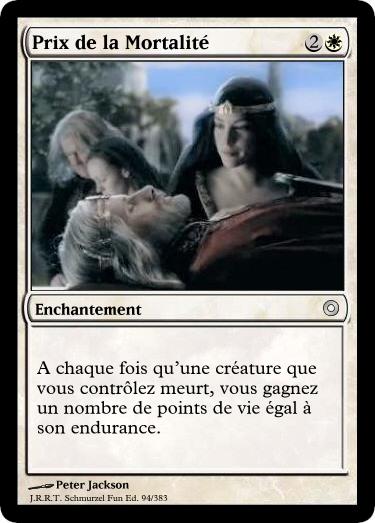 Prix de la Mortalité 2
Enchantement
A chaque fois qu'une créature que
vous contrôlez meurt, vous gagnez
un nombre de points de vie égal à
son endurance.
Peter Jackson
J.R.R.T. Schmurzel Fun Ed. 94/383